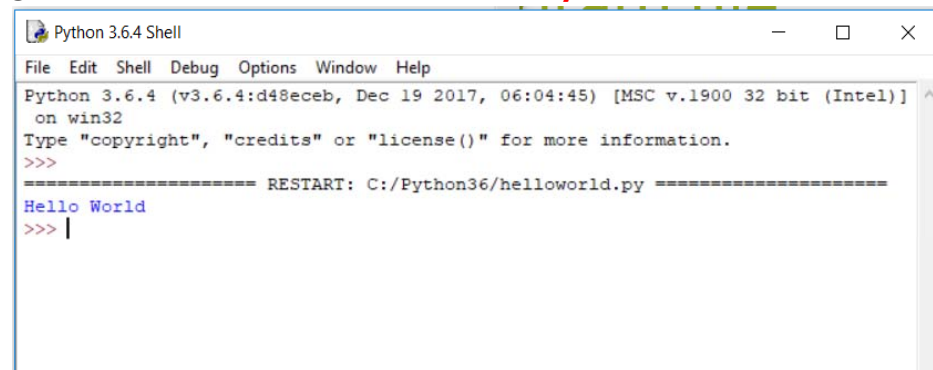 Python 3.6.4 Shell
File Edit Shell Debug Options Window Help
Python 3.6.4 (v3.6.4:d48eceb, Dec 19 2017, 06:04:45) [MSC v.1900 32 bit (Intel)]
on win32
Type "copyright", "credits" or "license()" for more information.
>>>
===================== RESTART: C:/Python36/helloworld.py =====================
Hello World
>>>